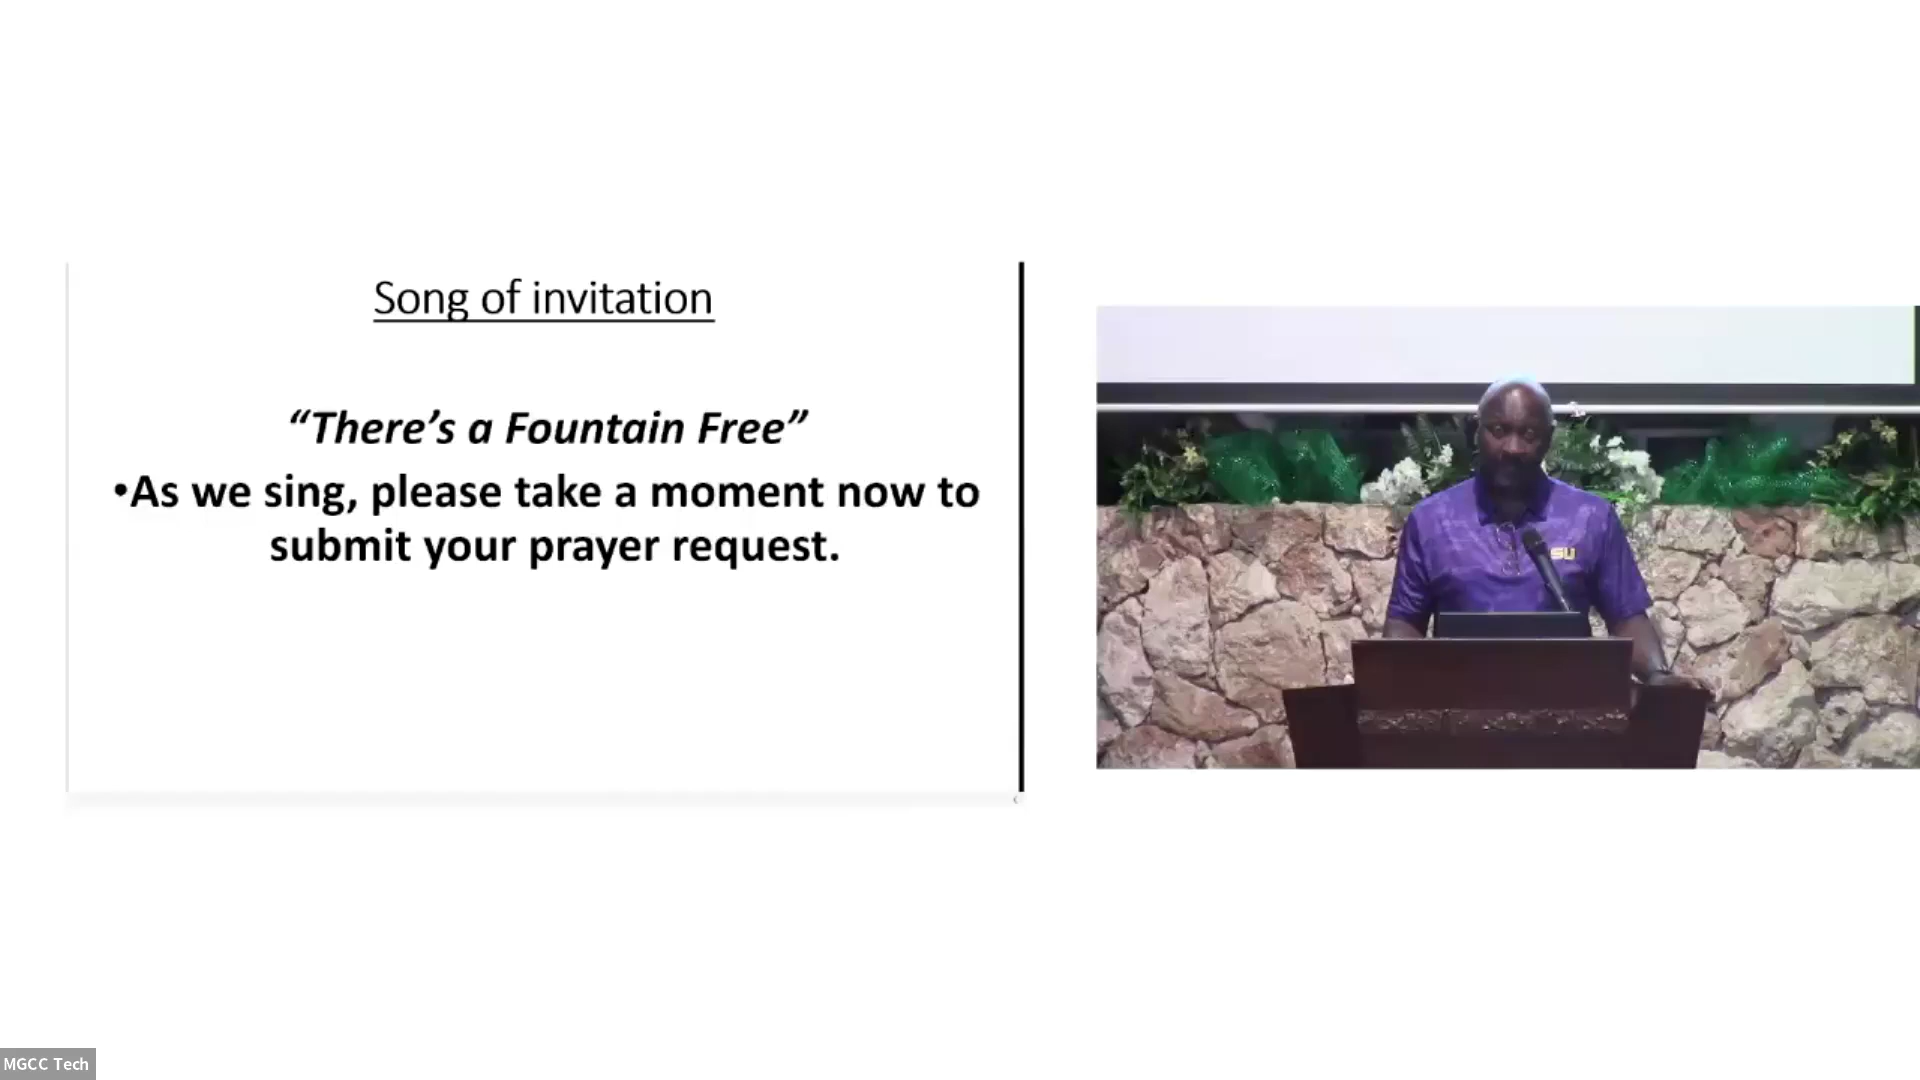 Song of invitation
“There’s a Fountain Free”
•As we sing, please take a moment now to
submit your prayer request.
SU
MGCC Tech